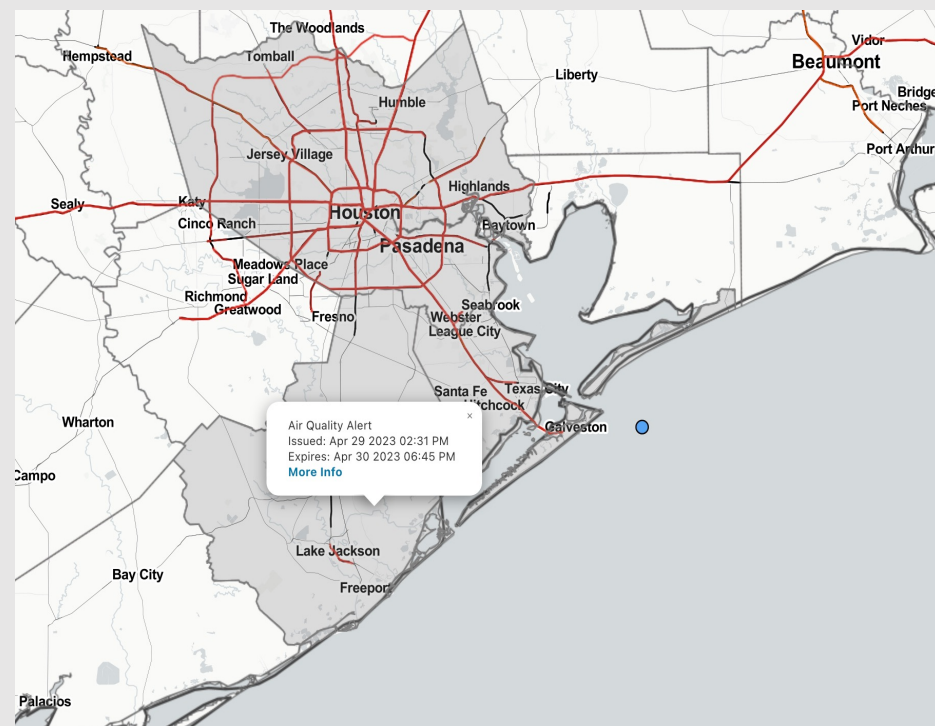 The Woodlands
Vidor
Hempstead
Tomball
Beaumont
Liberty
Bridge
Humble
Port Neches
Port Arthur
Jersey Village
Highlands
Katy
Sealy
Houston
Cinco Ranch
Baytown
Pasadena
Meadows Place
Sugar Land
Richmond
Greatwood
Fresno
Seabrook
Webster
League City
Santa Fe
Texas City
Hitchcock
Galveston
Wharton
Campo
×
Air Quality Alert
Issued: Apr 29 2023 02:31 PM
Expires: Apr 30 2023 06:45 PM
More Info
Lake Jackson
Bay City
Freeport
Palacios